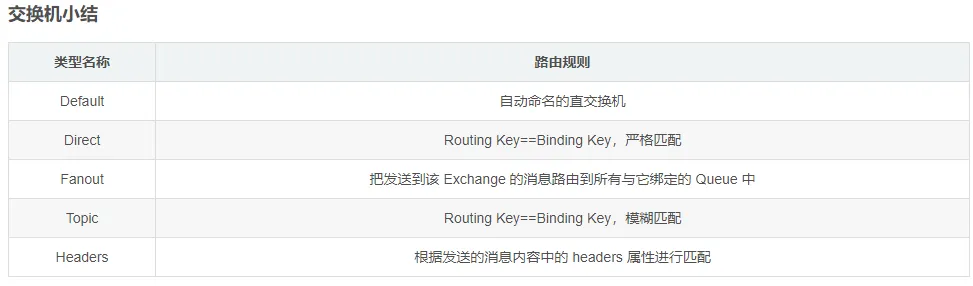 交换机小结
类型名称 路由规则
Default 自动命名的直交换机
Direct Routing Key==Binding Key，严格匹配
Fanout 把发送到该 Exchange 的消息路由到所有与它绑定的 Queue 中
Topic Routing Key==Binding Key，模糊匹配
Headers 根据发送的消息内容中的 headers 属性进行匹配